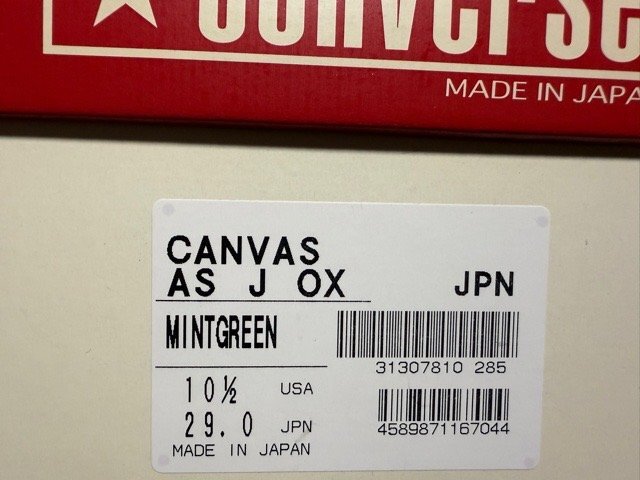 converse
MADE IN JAPA
CANVAS
AS J OX JPN
MINTGREEN
31307810 285
10½ USA
29.0 JPN
4589871167044
MADE IN JAPAN